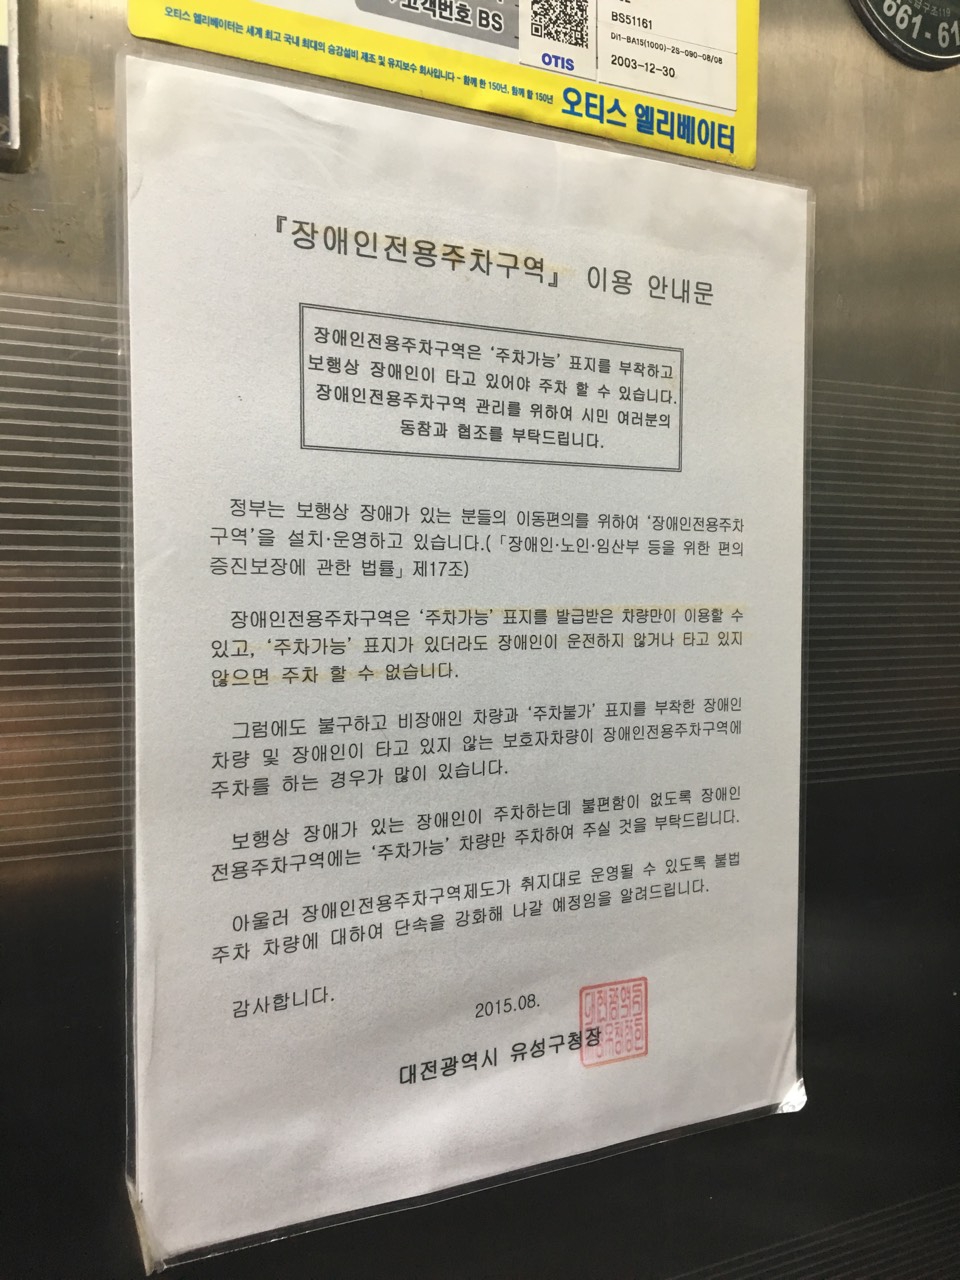 고객번호 BS
BS51161
DI1-BA15(1000)-2S-090-08/08
2003-12-30
OTIS
오티스 엘리베이터는 세계 최고 국내 최대의 승강설비 제조 및 유지보수 회사입니다 - 함께 한 150년, 함께 할 150년
오티스 엘리베이터
661-61
『장애인전용주차구역』 이용 안내문
장애인전용주차구역은 '주차가능' 표지를 부착하고
보행상 장애인이 타고 있어야 주차 할 수 있습니다.
장애인전용주차구역 관리를 위하여 시민 여러분의
동참과 협조를 부탁드립니다.
정부는 보행상 장애가 있는 분들의 이동편의를 위하여 '장애인전용주차
구역'을 설치·운영하고 있습니다.(「장애인·노인·임산부 등을 위한 편의
증진보장에 관한 법률」 제17조)
장애인전용주차구역은 '주차가능' 표지를 발급받은 차량만이 이용할 수
있고, '주차가능' 표지가 있더라도 장애인이 운전하지 않거나 타고 있지
않으면 주차 할 수 없습니다.
그럼에도 불구하고 비장애인 차량과 '주차불가' 표지를 부착한 장애인
차량 및 장애인이 타고 있지 않는 보호자차량이 장애인전용주차구역에
주차를 하는 경우가 많이 있습니다.
보행상 장애가 있는 장애인이 주차하는데 불편함이 없도록 장애인
전용주차구역에는 '주차가능' 차량만 주차하여 주실 것을 부탁드립니다.
아울러 장애인전용주차구역제도가 취지대로 운영될 수 있도록 불법
주차 차량에 대하여 단속을 강화해 나갈 예정임을 알려드립니다.
감사합니다.
2015.08.
대전광역시 유성구청장